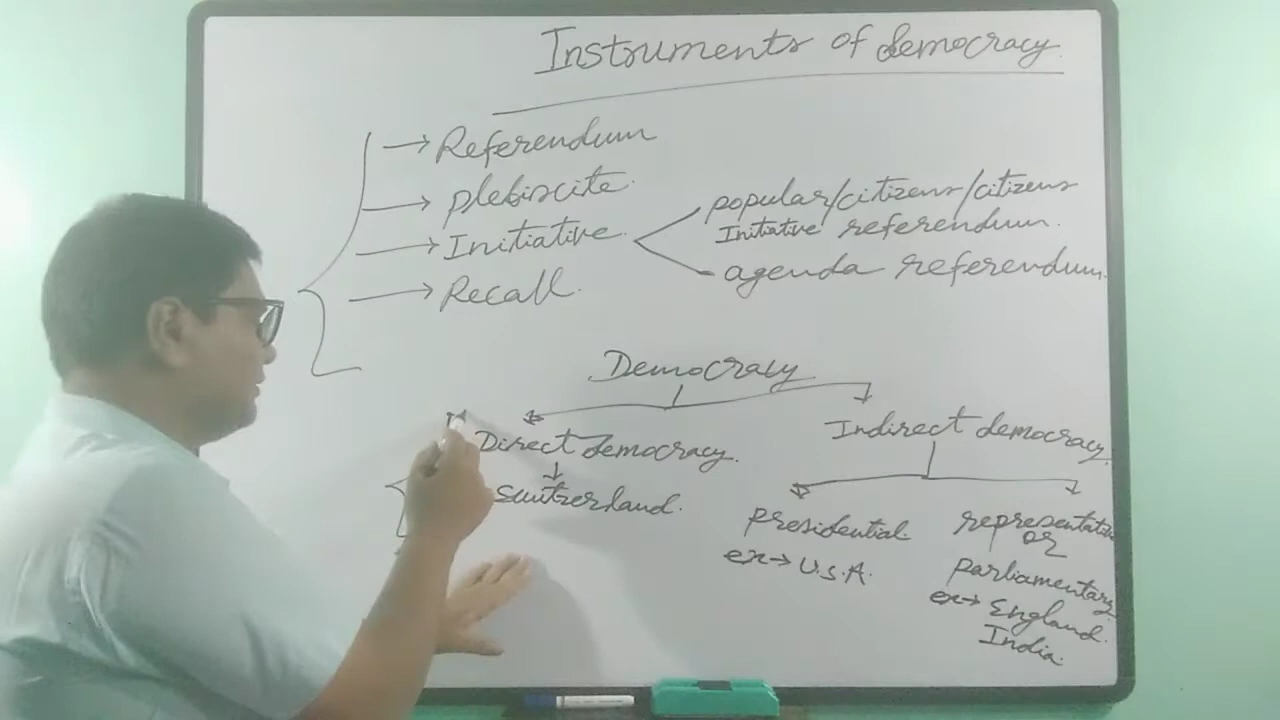 Instruments of democracy.
→ Referendum
→ plebiscite.
→ Initiative.
popular/citizens/citizens
Initiative referendum.
agenda referendum.
→ Recall.
Democracy
Direct democracy.
Switzerland.
Indirect democracy.
presidential.
ex→ U.S.A.
representative
or
parliamentary
ex→ England.
India.